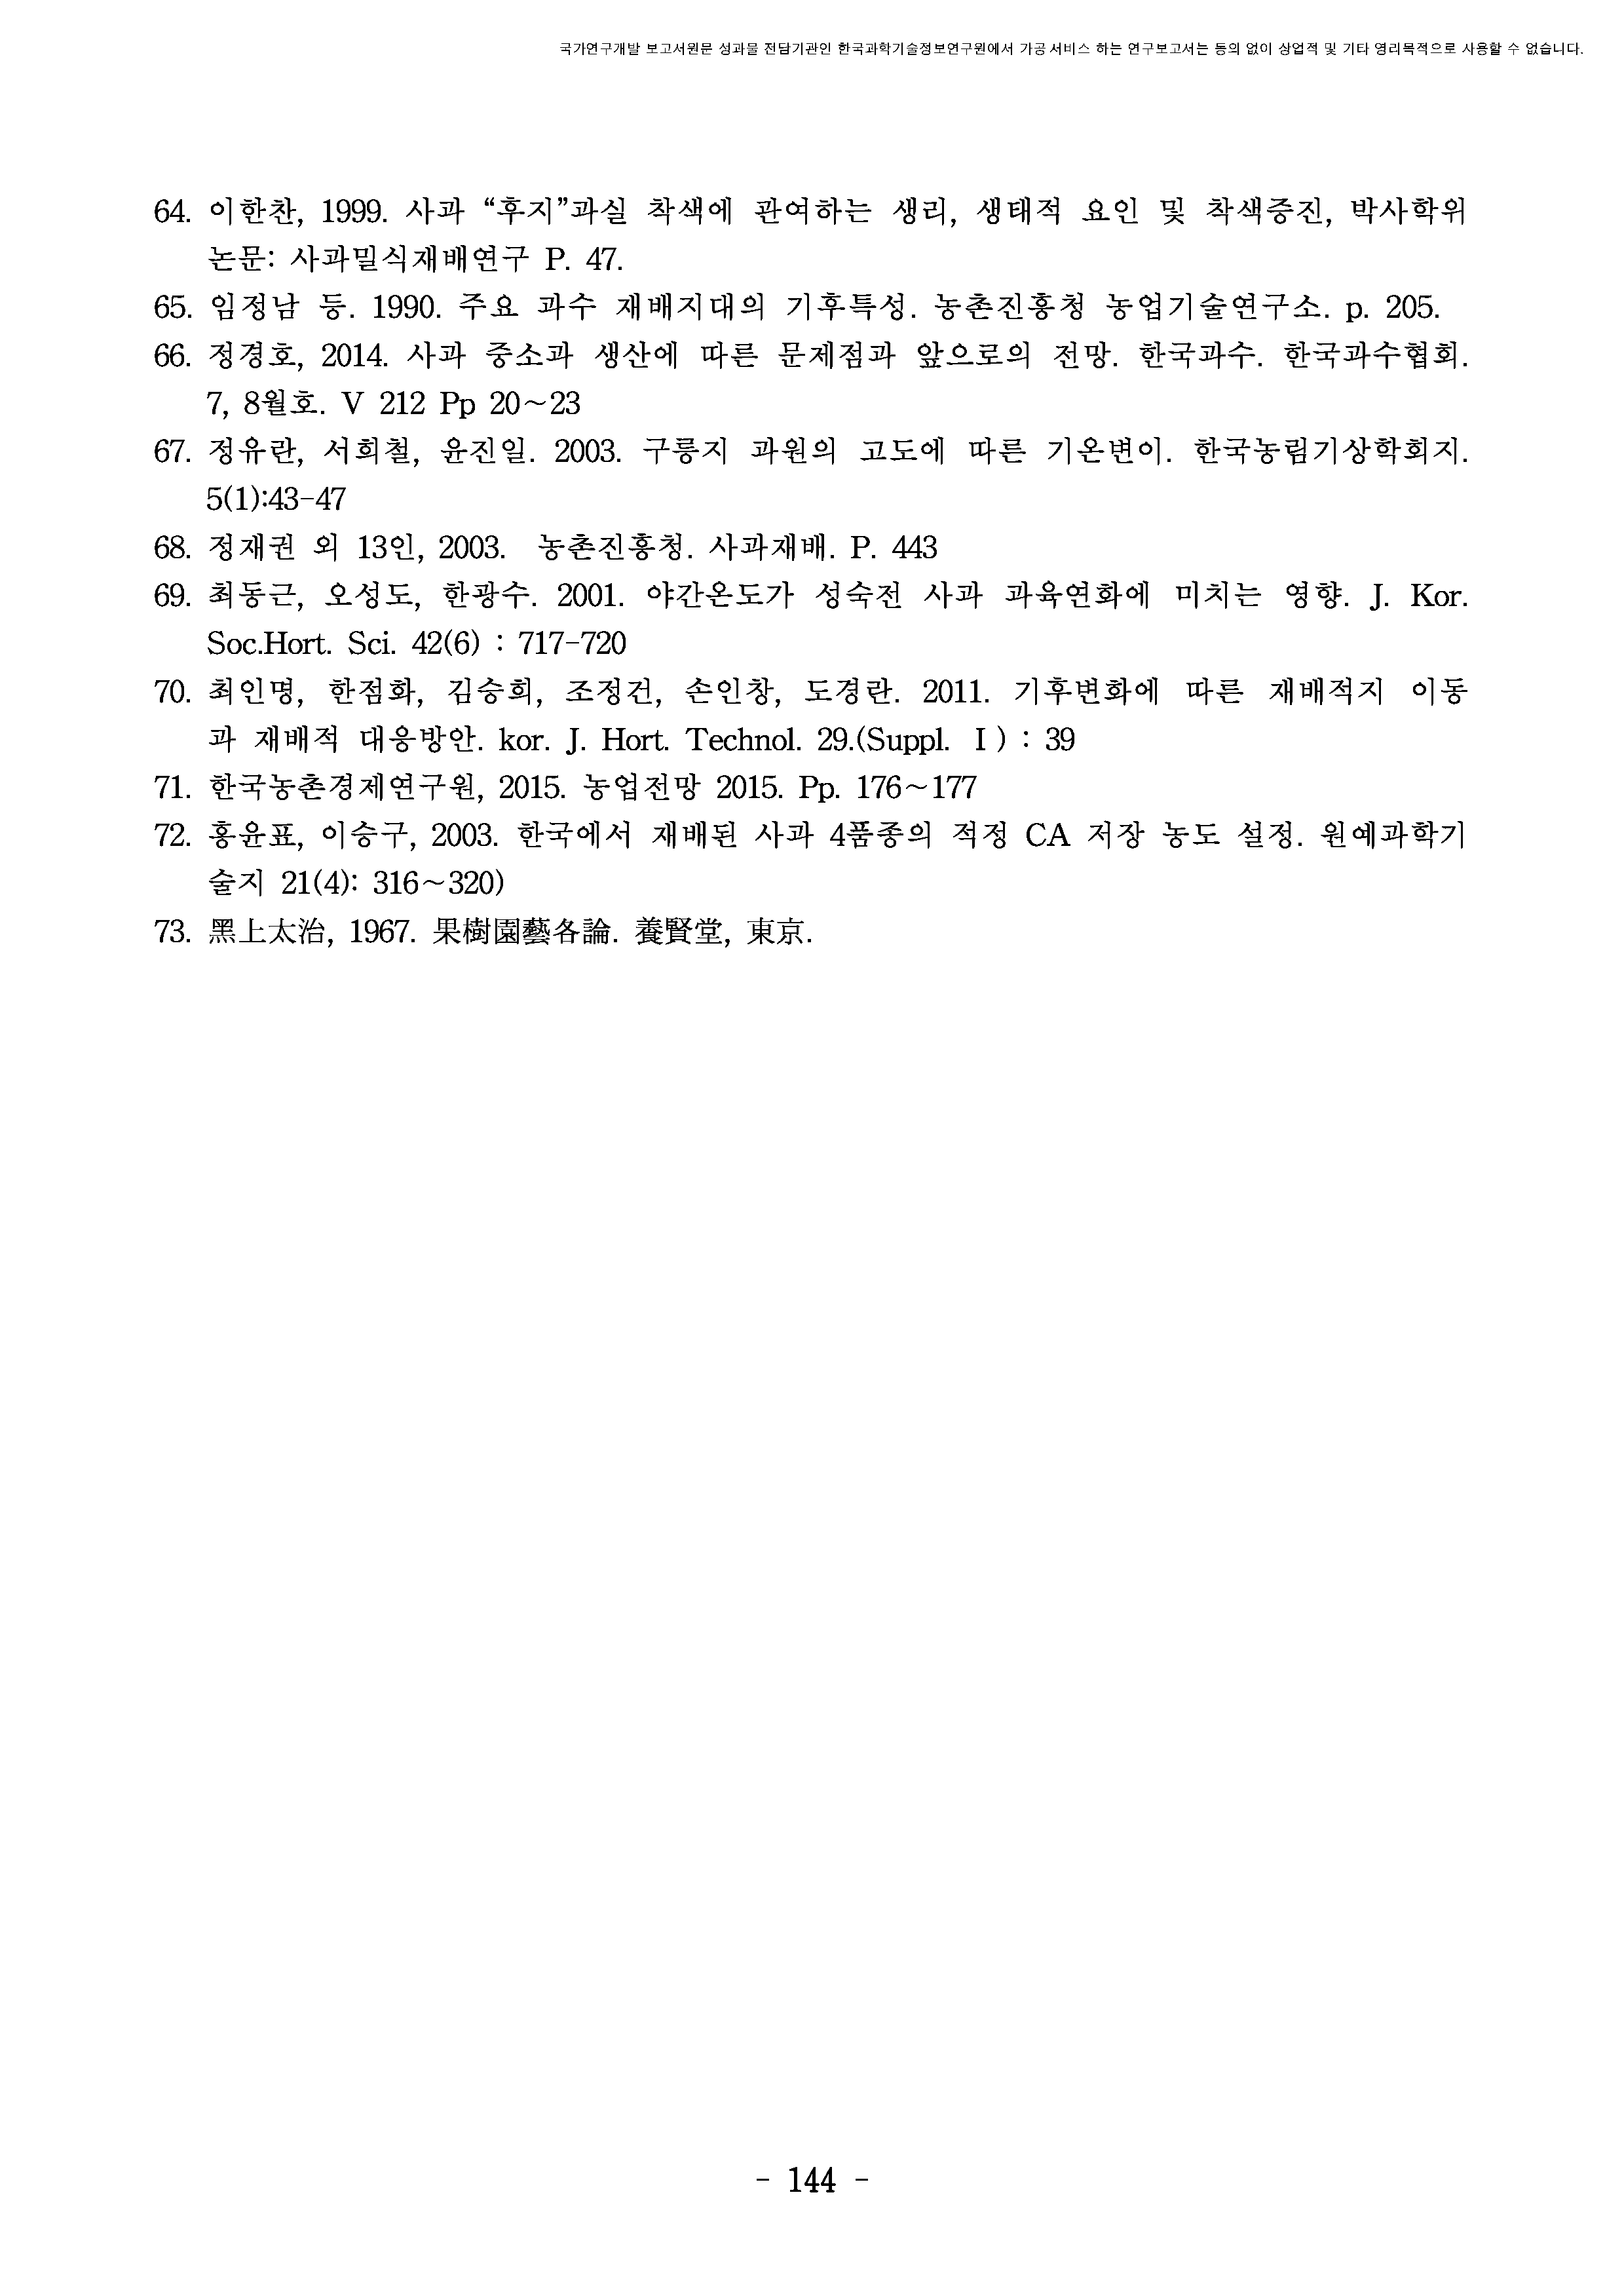 국가연구개발 보고서원문 성과물 전담기관인 한국과학기술정보연구원에서 가공·서비스 하는 연구보고서는 동의 없이 상업적 및 기타 영리목적으로 사용할 수 없습니다.
64. 이한찬, 1999. 사과 “후지”과실 착색에 관여하는 생리, 생태적 요인 및 착색증진, 박사학위
논문: 사과밀식재배연구 P. 47.
65. 임정남 등. 1990. 주요 과수 재배지대의 기후특성. 농촌진흥청 농업기술연구소. p. 205.
66. 정경호, 2014. 사과 중소과 생산에 따른 문제점과 앞으로의 전망. 한국과수. 한국과수협회.
7, 8월호. V 212 Pp 20~23
67. 정유란, 서희철, 윤진일. 2003. 구릉지 과원의 고도에 따른 기온변이. 한국농림기상학회지.
5(1):43-47
68. 정재권 외 13인, 2003. 농촌진흥청. 사과재배. P. 443
69. 최동근, 오성도, 한광수. 2001. 야간온도가 성숙전 사과 과육연화에 미치는 영향. J. Kor.
Soc.Hort. Sci. 42(6) : 717-720
70. 최인명, 한점화, 김승희, 조정건, 손인창, 도경란. 2011. 기후변화에 따른 재배적지 이동
과 재배적 대응방안. kor. J. Hort. Technol. 29.(Suppl. Ⅰ) : 39
71. 한국농촌경제연구원, 2015. 농업전망 2015. Pp. 176~177
72. 홍윤표, 이승구, 2003. 한국에서 재배된 사과 4품종의 적정 CA 저장 농도 설정. 원예과학기
술지 21(4): 316~320)
73. 黑上太治, 1967. 果樹園藝各論. 養賢堂, 東京.
- 144 -